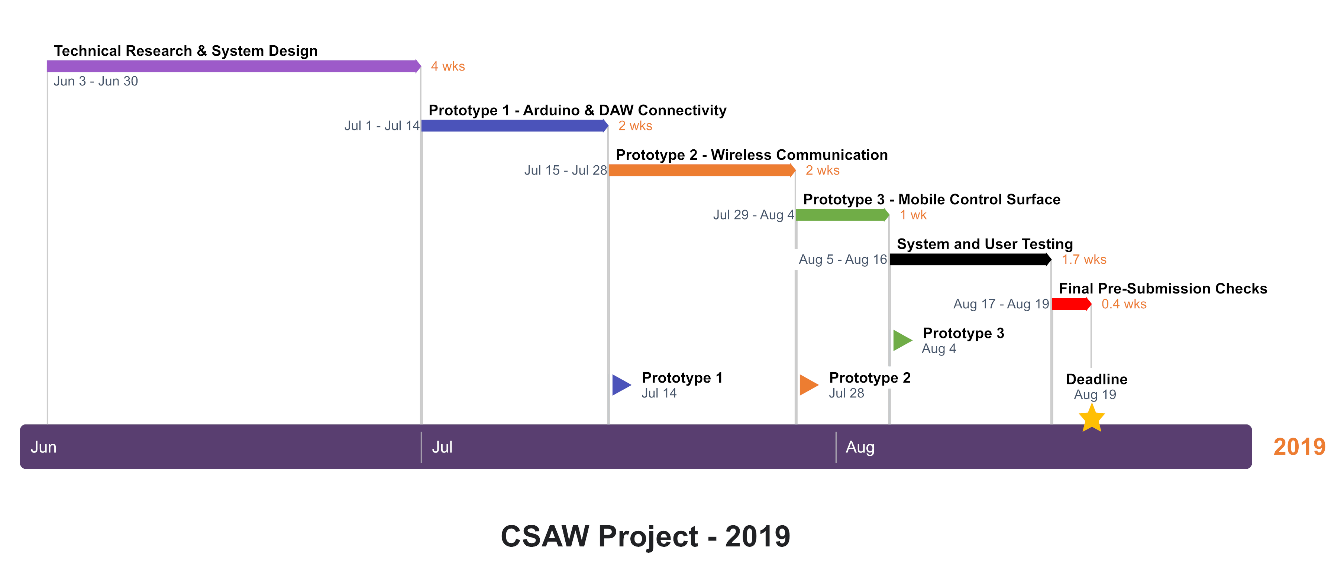 Technical Research & System Design
4 wks
Jun 3 - Jun 30
Prototype 1 - Arduino & DAW Connectivity
Jul 1 - Jul 14
2 wks
Prototype 2 - Wireless Communication
Jul 15 - Jul 28
2 wks
Prototype 3 - Mobile Control Surface
Jul 29 - Aug 4
1 wk
System and User Testing
Aug 5 - Aug 16
1.7 wks
Final Pre-Submission Checks
Aug 17 - Aug 19
0.4 wks
Prototype 3
Aug 4
Prototype 1
Jul 14
Prototype 2
Jul 28
Deadline
Aug 19
Jun
Jul
Aug
2019
CSAW Project - 2019